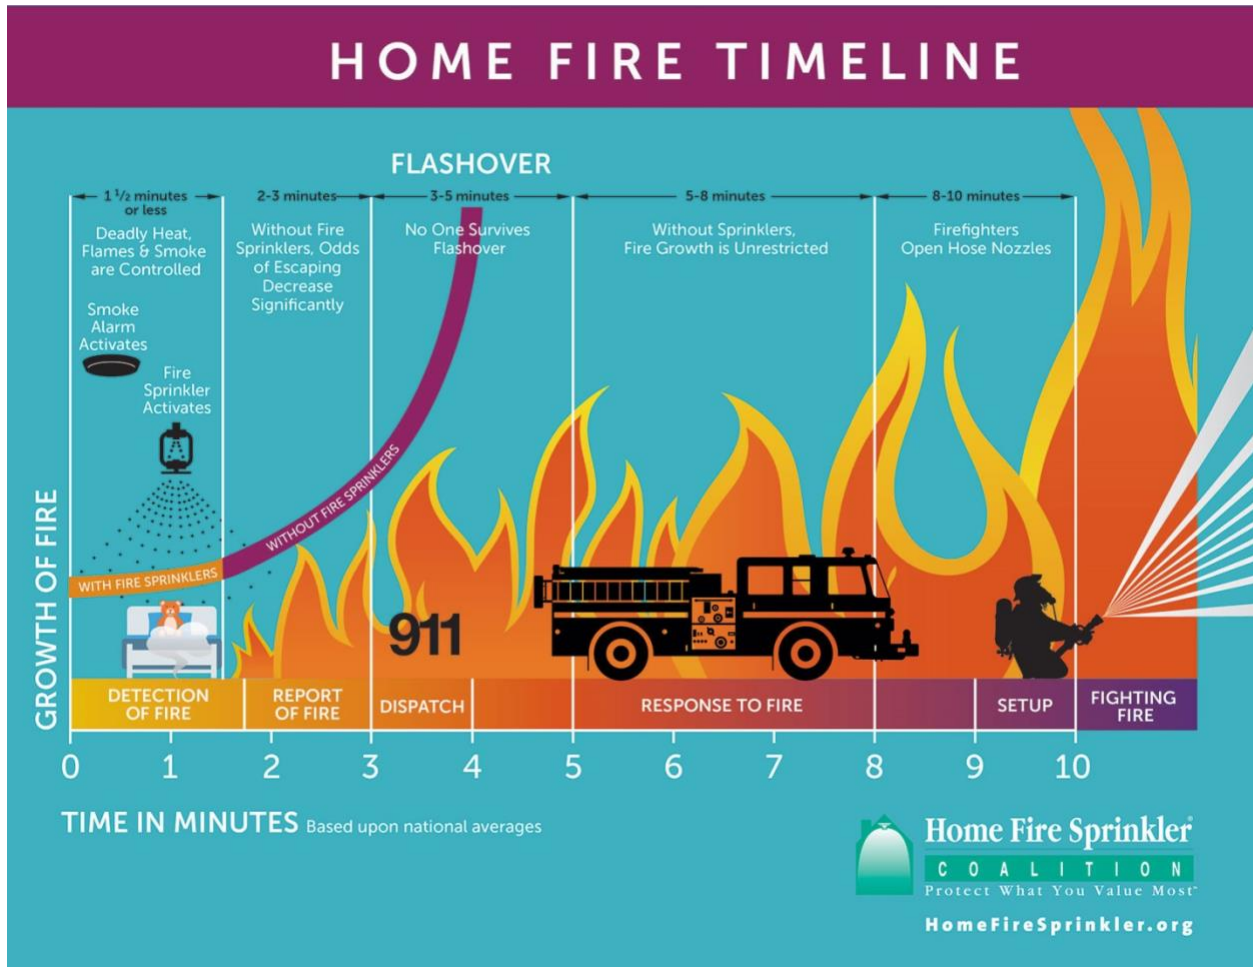 HOME FIRE TIMELINE
FLASHOVER
1 1/2 minutes
or less
Deadly Heat,
Flames & Smoke
are Controlled
2-3 minutes
Without Fire
Sprinklers, Odds
of Escaping
Decrease
Significantly
3-5 minutes
No One Survives
Flashover
5-8 minutes
Without Sprinklers,
Fire Growth is Unrestricted
8-10 minutes
Firefighters
Open Hose Nozzles
Smoke
Alarm
Activates
Fire
Sprinkler
Activates
GROWTH OF FIRE
WITH FIRE SPRINKLERS
WITHOUT FIRE SPRINKLERS
911
DETECTION
OF FIRE
REPORT
OF FIRE
DISPATCH
RESPONSE TO FIRE
SETUP
FIGHTING
FIRE
0 1 2 3 4 5 6 7 8 9 10
TIME IN MINUTES Based upon national averages
Home Fire Sprinkler®
COALITION
Protect What You Value Most™
HomeFireSprinkler.org